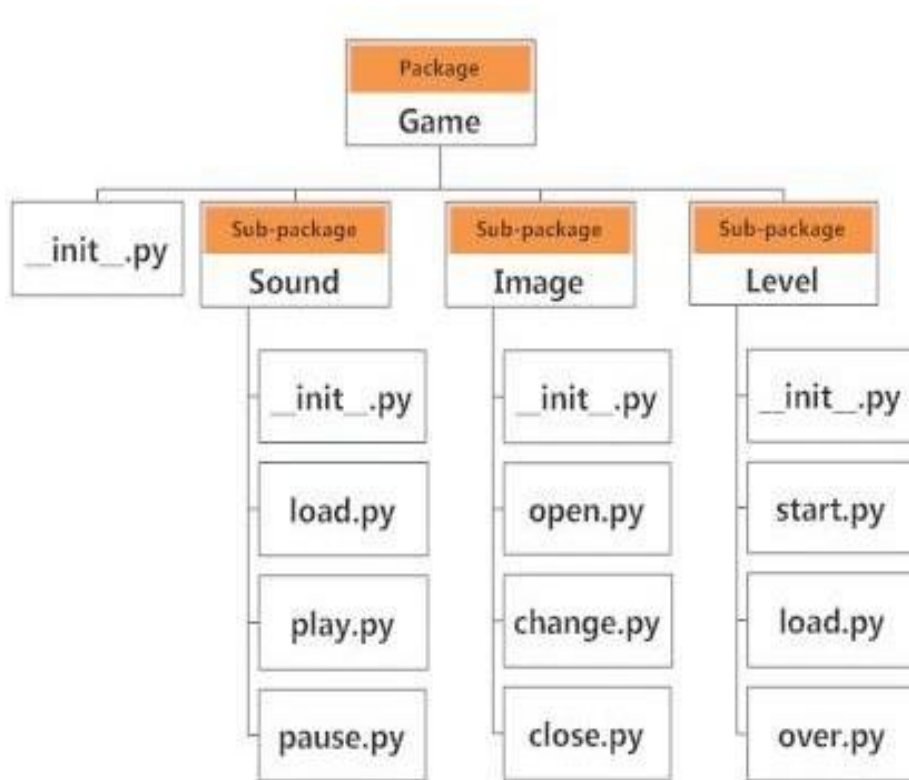 Package
Game
__init__.py
Sub-package
Sound
Sub-package
Image
Sub-package
Level
__init__.py
load.py
play.py
pause.py
__init__.py
open.py
change.py
close.py
__init__.py
start.py
load.py
over.py